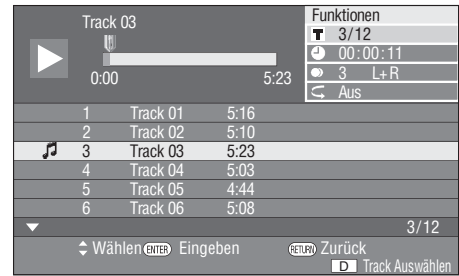 Track 03
0:00 5:23
Funktionen
T 3/12
00:00:11
3 L+R
Aus
1 Track 01 5:16
2 Track 02 5:10
3 Track 03 5:23
4 Track 04 5:03
5 Track 05 4:44
6 Track 06 5:08
3/12
Wählen ENTER Eingeben RETURN Zurück
D Track Auswählen